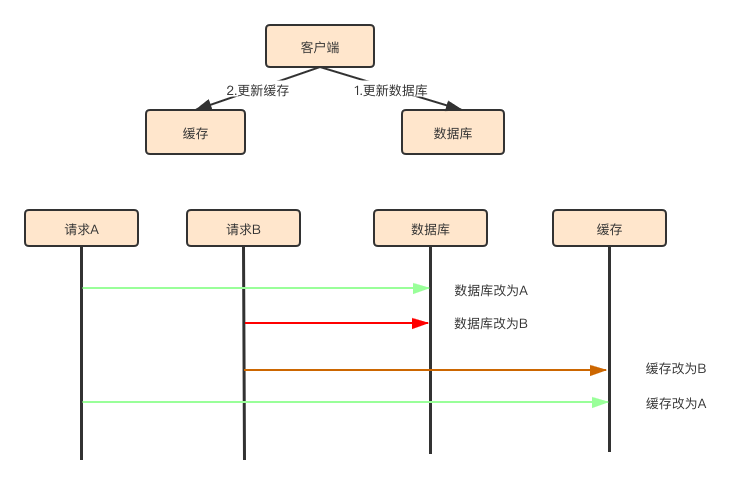 客户端
2.更新缓存
1.更新数据库
缓存
数据库
请求A
请求B
数据库
缓存
数据库改为A
数据库改为B
缓存改为B
缓存改为A